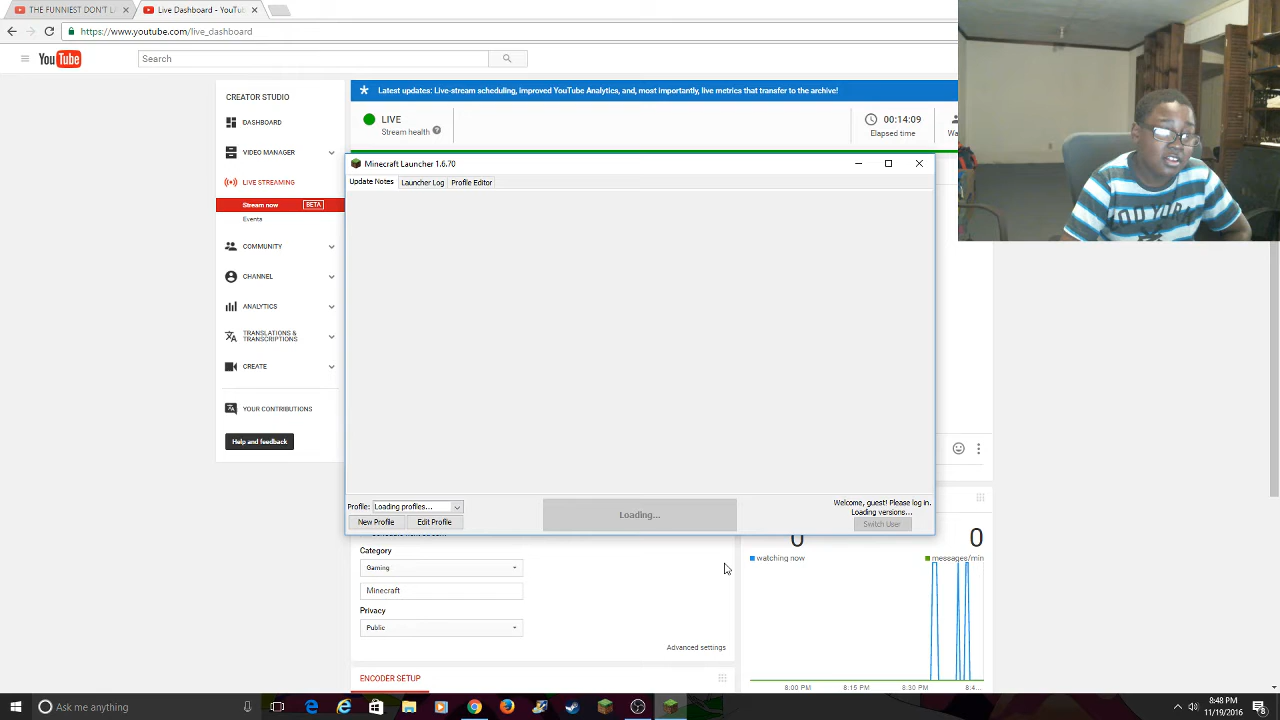 THE FUNNIEST DON'T L
Live Dashboard - YouTu
https://www.youtube.com/live_dashboard
YouTube
Search
CREATOR STUDIO
DASHBOARD
VIDEO MANAGER
LIVE STREAMING
Stream now BETA
Events
COMMUNITY
CHANNEL
ANALYTICS
TRANSLATIONS &
TRANSCRIPTIONS
CREATE
YOUR CONTRIBUTIONS
Help and feedback
Latest updates: Live-stream scheduling, improved YouTube Analytics, and, most importantly, live metrics that transfer to the archive!
LIVE
Stream health
00:14:09
Elapsed time
Wa
Minecraft Launcher 1.6.70
Update Notes Launcher Log Profile Editor
Profile: Loading profiles...
New Profile Edit Profile
Loading...
Welcome, guest! Please log in.
Loading versions...
Switch User
Category
Gaming
Minecraft
Privacy
Public
Advanced settings
ENCODER SETUP
0 0
watching now messages/min
8:00 PM 8:15 PM 8:30 PM 8:4...
Ask me anything
8:48 PM
11/19/2016